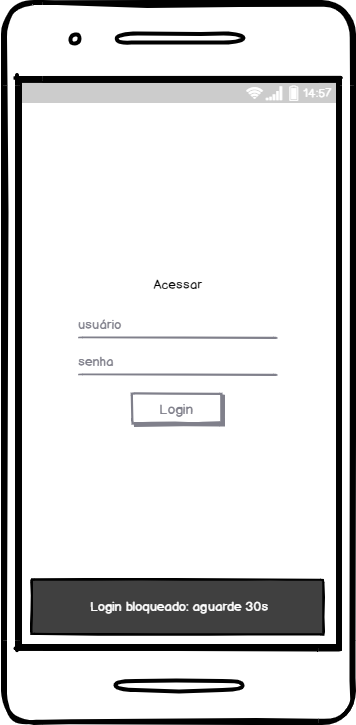 14:57
Acessar
usuário
senha
Login
Login bloqueado: aguarde 30s